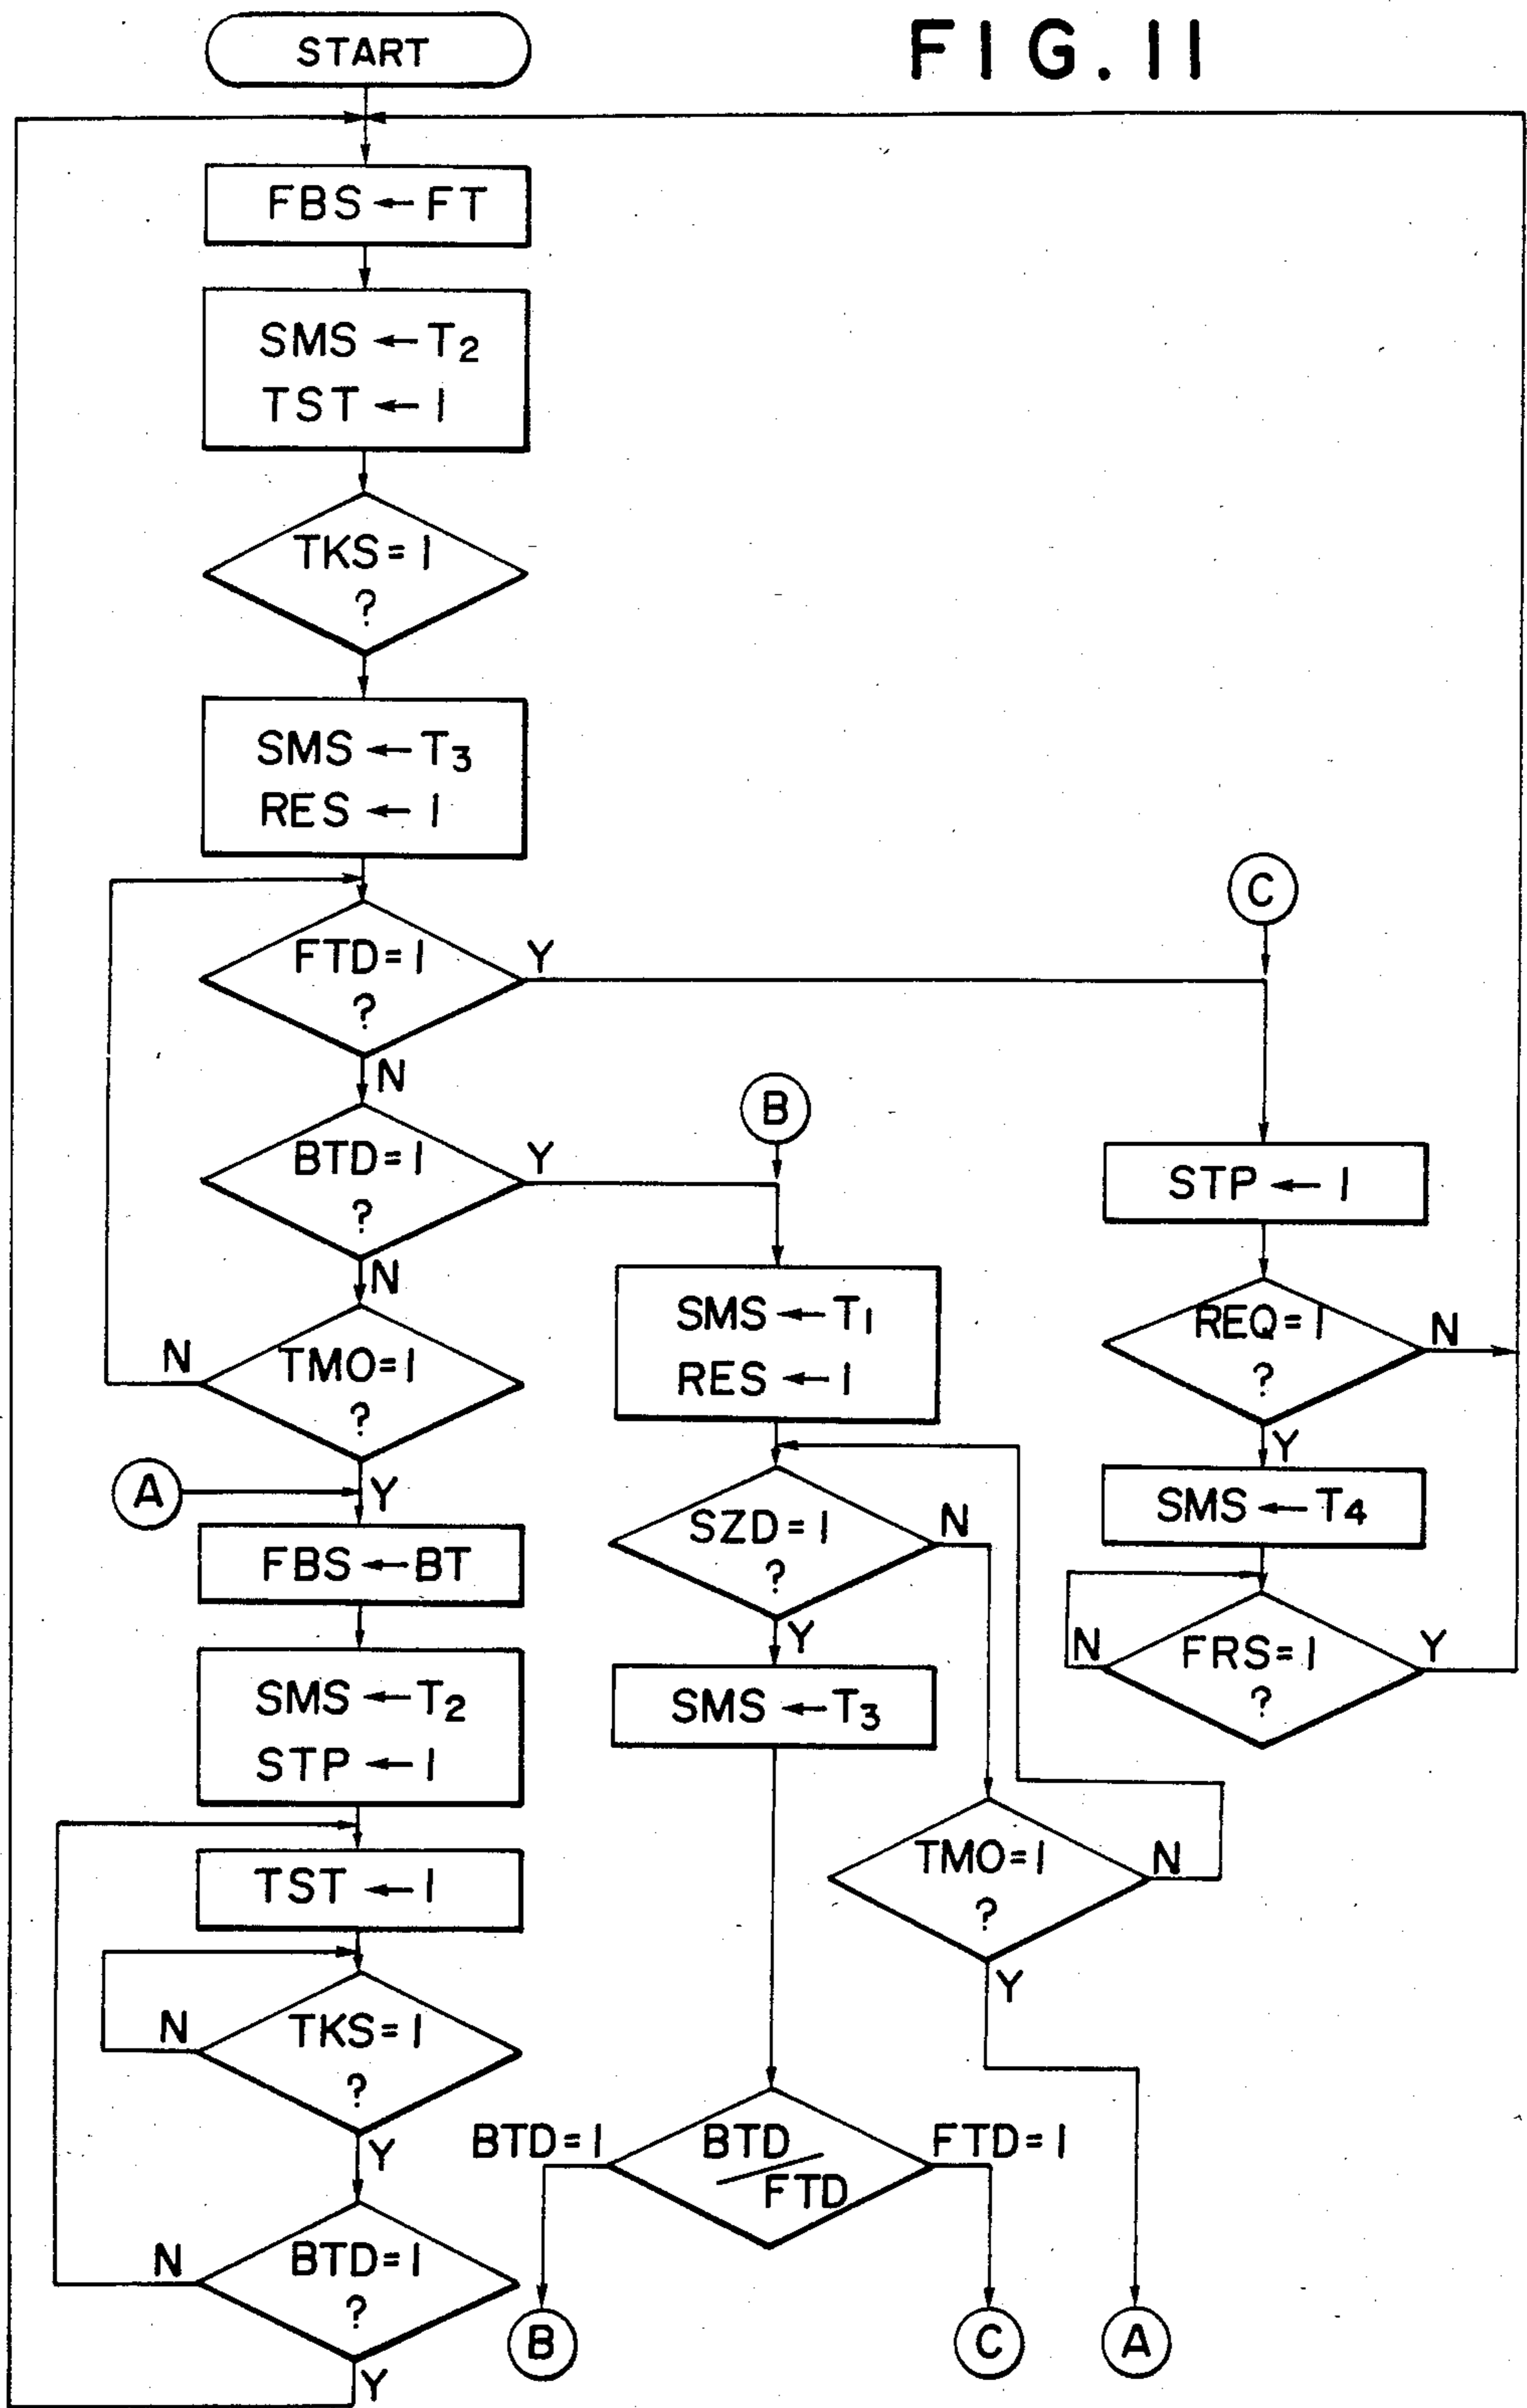 FIG. 11
START
FBS ← FT
SMS ← T2
TST ← 1
TKS = 1
?
SMS ← T3
RES ← 1
FTD = 1
?
Y
N
C
BTD = 1
?
Y
N
B
TMO = 1
?
N
Y
A
FBS ← BT
SMS ← T2
STP ← 1
TST ← 1
TKS = 1
?
N
Y
BTD = 1
?
N
Y
SMS ← T1
RES ← 1
SZD = 1
?
N
Y
SMS ← T3
TMO = 1
?
N
Y
BTD = 1
BTD
/
FTD
FTD = 1
B
C
A
STP ← 1
REQ = 1
?
N
Y
SMS ← T4
FRS = 1
?
N
Y